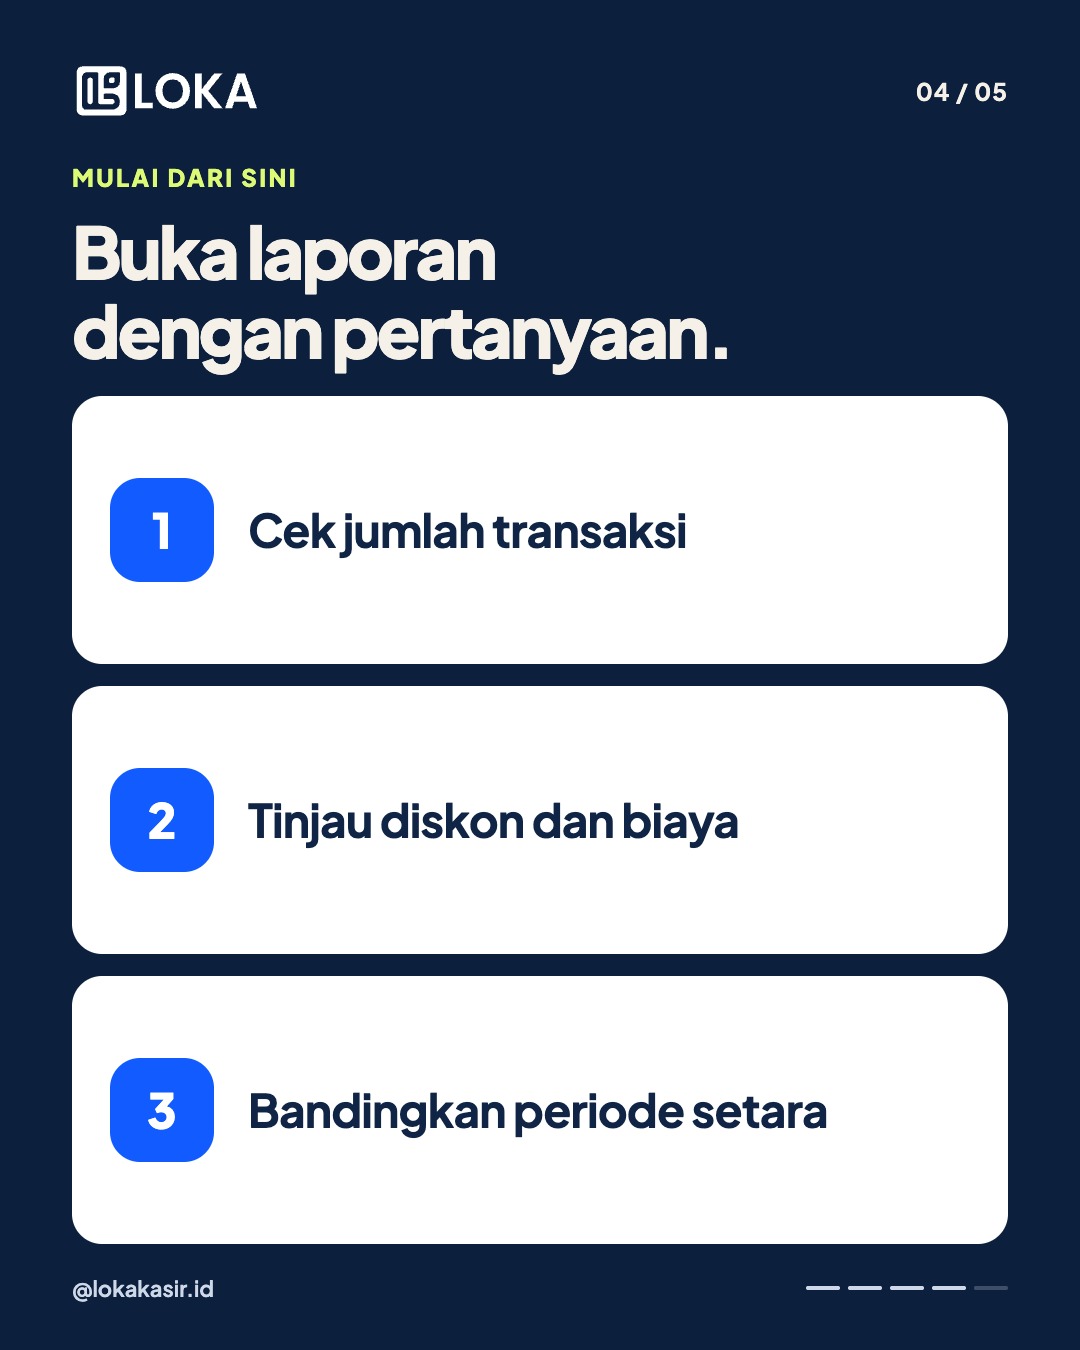 LOKA
04 / 05
MULAI DARI SINI
Buka laporan
dengan pertanyaan.
1
Cek jumlah transaksi
2
Tinjau diskon dan biaya
3
Bandingkan periode setara
@lokakasir.id